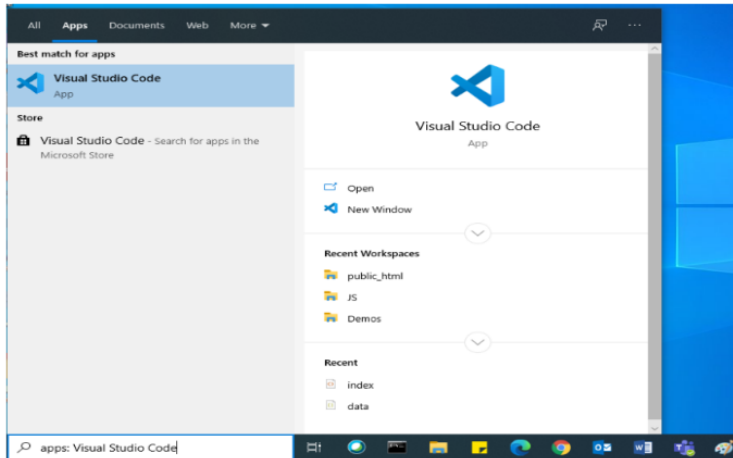 All Apps Documents Web More
Best match for apps
Visual Studio Code
App
Store
Visual Studio Code - Search for apps in the
Microsoft Store
Visual Studio Code
App
Open
New Window
Recent Workspaces
public_html
JS
Demos
Recent
index
data
apps: Visual Studio Code